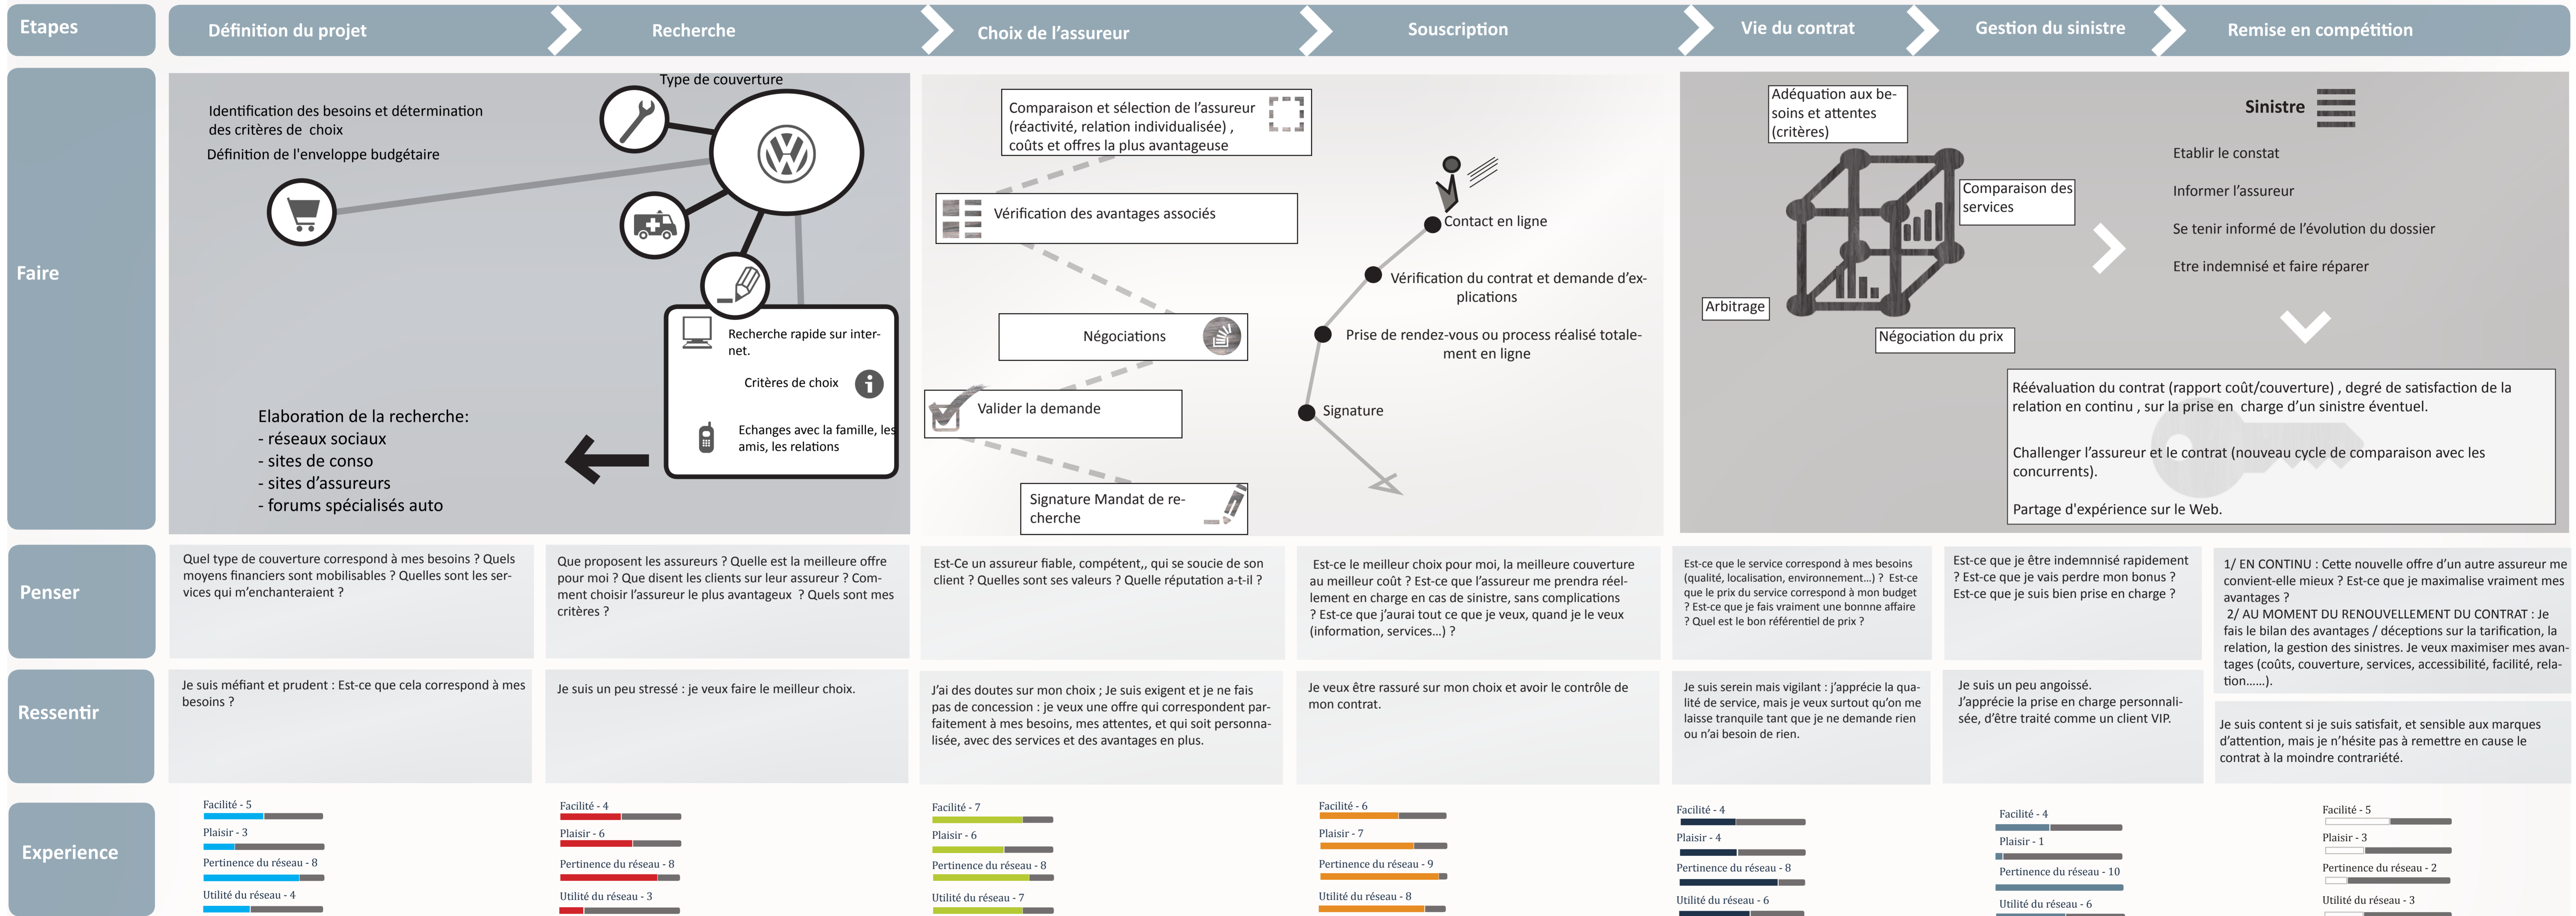 Etapes
Définition du projet
Recherche
Choix de l'assureur
Souscription
Vie du contrat
Gestion du sinistre
Remise en compétition
Faire
Identification des besoins et détermination
des critères de  choix
Définition de l'enveloppe budgétaire
Type de couverture
Recherche rapide sur inter-
net.
Critères de choix
Echanges avec la famille, les
amis, les relations
Elaboration de la recherche:
- réseaux sociaux
- sites de conso
- sites d'assureurs
- forums spécialisés auto
Comparaison et sélection de l'assureur
(réactivité, relation individualisée) ,
coûts et offres la plus avantageuse
Vérification des avantages associés
Négociations
Valider la demande
Signature Mandat de re-
cherche
Contact en ligne
Vérification du contrat et demande d'ex-
plications
Prise de rendez-vous ou process réalisé totale-
ment en ligne
Signature
Adéquation aux be-
soins et attentes
(critères)
Comparaison des
services
Arbitrage
Négociation du prix
Sinistre
Etablir le constat
Informer l'assureur
Se tenir informé de l'évolution du dossier
Etre indemnisé et faire réparer
Réévaluation du contrat (rapport coût/couverture) , degré de satisfaction de la
relation en continu , sur la prise en  charge d'un sinistre éventuel.
Challenger l'assureur et le contrat (nouveau cycle de comparaison avec les
concurrents).
Partage d'expérience sur le Web.
Penser
Quel type de couverture correspond à mes besoins ? Quels
moyens financiers sont mobilisables ? Quelles sont les ser-
vices qui m'enchanteraient ?
Que proposent les assureurs ? Quelle est la meilleure offre
pour moi ? Que disent les clients sur leur assureur ? Com-
ment choisir l'assureur le plus avantageux  ? Quels sont mes
critères ?
Est-Ce un assureur fiable, compétent,, qui se soucie de son
client ? Quelles sont ses valeurs ? Quelle réputation a-t-il ?
Est-ce le meilleur choix pour moi, la meilleure couverture
au meilleur coût ? Est-ce que l'assureur me prendra réel-
lement en charge en cas de sinistre, sans complications
? Est-ce que j'aurai tout ce que je veux, quand je le veux
(information, services...) ?
Est-ce que le service correspond à mes besoins
(qualité, localisation, environnement...) ?  Est-ce
que le prix du service correspond à mon budget
? Est-ce que je fais vraiment une bonnne affaire
? Quel est le bon référentiel de prix ?
Est-ce que je être indemnnisé rapidement
? Est-ce que je vais perdre mon bonus ?
Est-ce que je suis bien prise en charge ?
1/ EN CONTINU : Cette nouvelle offre d'un autre assureur me
convient-elle mieux ? Est-ce que je maximalise vraiment mes
avantages ?
2/ AU MOMENT DU RENOUVELLEMENT DU CONTRAT : Je
fais le bilan des avantages / déceptions sur la tarification, la
relation, la gestion des sinistres. Je veux maximiser mes avan-
tages (coûts, couverture, services, accessibilité, facilité, rela-
tion......).
Ressentir
Je suis méfiant et prudent : Est-ce que cela correspond à mes
besoins ?
Je suis un peu stressé : je veux faire le meilleur choix.
J'ai des doutes sur mon choix ; Je suis exigent et je ne fais
pas de concession : je veux une offre qui correspondent par-
faitement à mes besoins, mes attentes, et qui soit personna-
lisée, avec des services et des avantages en plus.
Je veux être rassuré sur mon choix et avoir le contrôle de
mon contrat.
Je suis serein mais vigilant : j'apprécie la qua-
lité de service, mais je veux surtout qu'on me
laisse tranquile tant que je ne demande rien
ou n'ai besoin de rien.
Je suis un peu angoissé.
J'apprécie la prise en charge personnali-
sée, d'être traité comme un client VIP.
Je suis content si je suis satisfait, et sensible aux marques
d'attention, mais je n'hésite pas à remettre en cause le
contrat à la moindre contrariété.
Experience
Facilité - 5
Plaisir - 3
Pertinence du réseau - 8
Utilité du réseau - 4
Facilité - 4
Plaisir - 6
Pertinence du réseau - 8
Utilité du réseau - 3
Facilité - 7
Plaisir - 6
Pertinence du réseau - 8
Utilité du réseau - 7
Facilité - 6
Plaisir - 7
Pertinence du réseau - 9
Utilité du réseau - 8
Facilité - 4
Plaisir - 4
Pertinence du réseau - 8
Utilité du réseau - 6
Facilité - 4
Plaisir - 1
Pertinence du réseau - 10
Utilité du réseau - 6
Facilité - 5
Plaisir - 3
Pertinence du réseau - 2
Utilité du réseau - 3